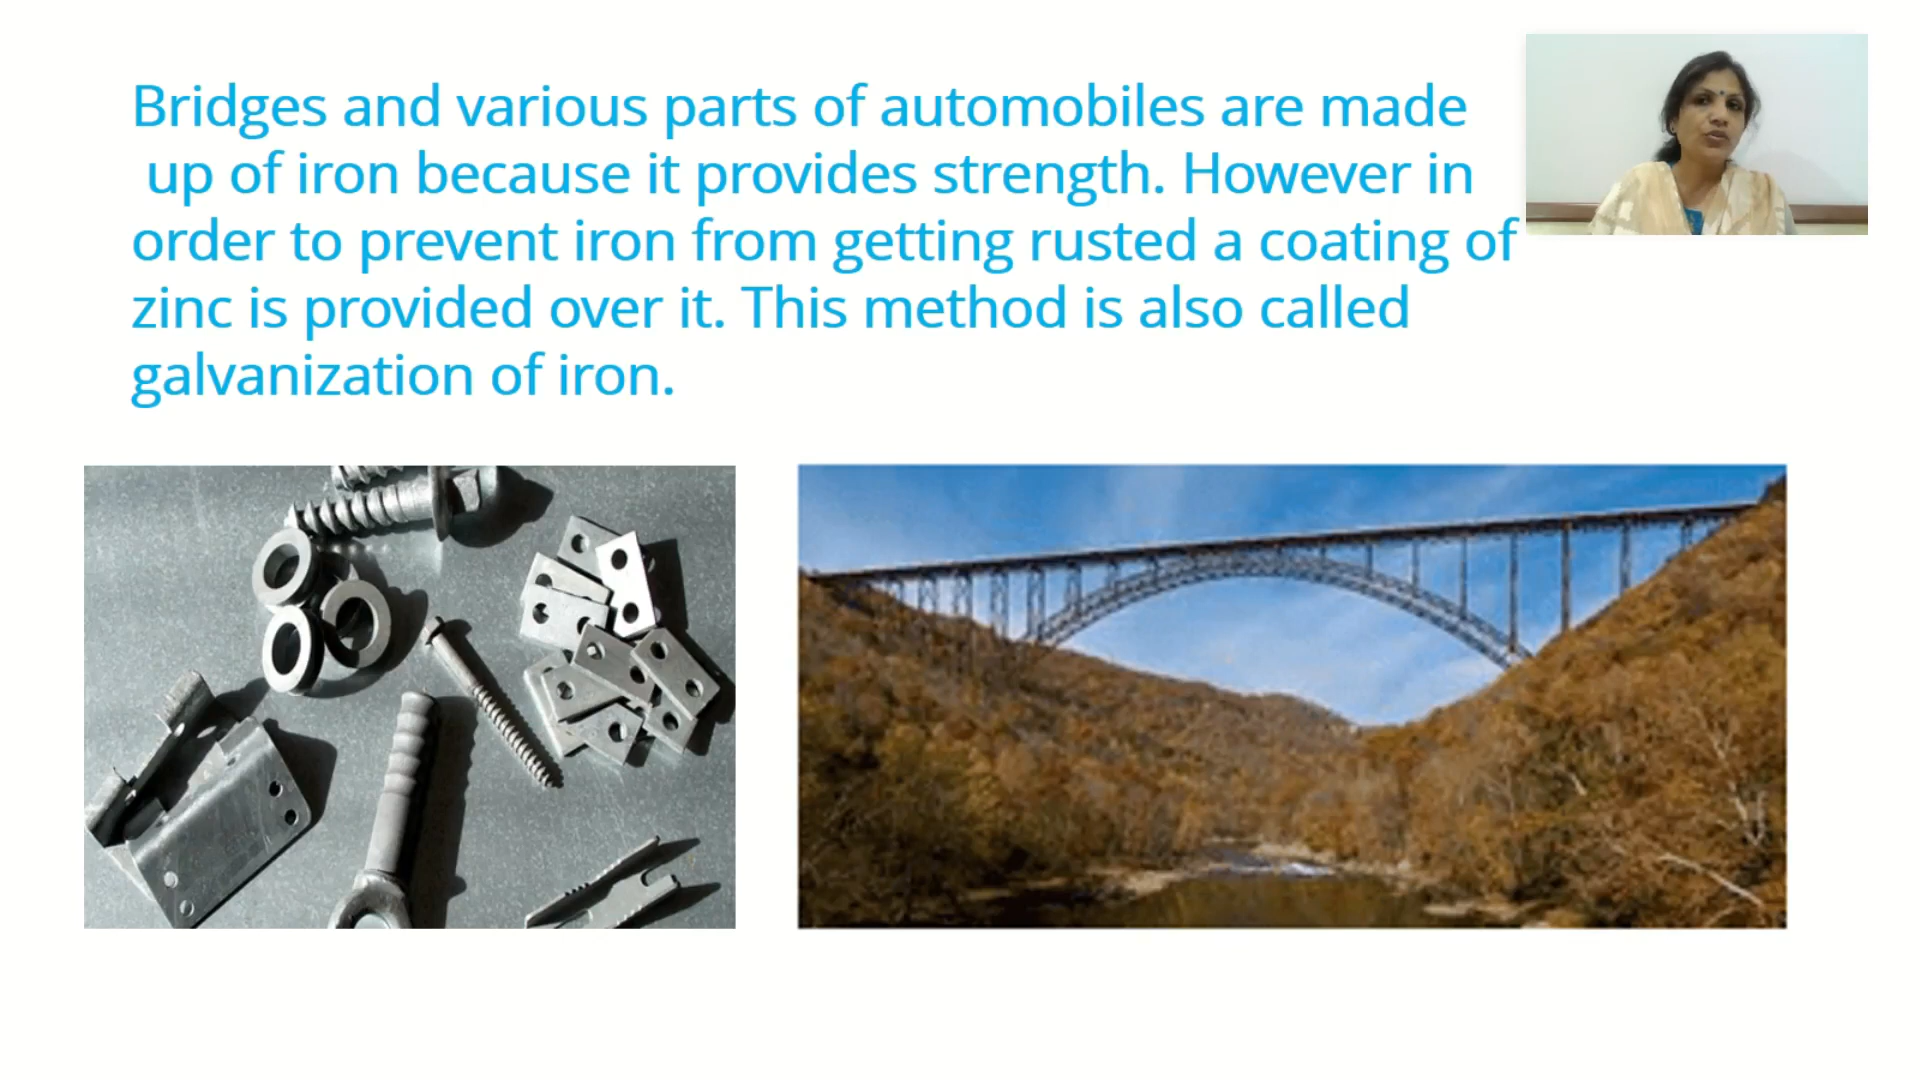 Bridges and various parts of automobiles are made
up of iron because it provides strength. However in
order to prevent iron from getting rusted a coating of
zinc is provided over it. This method is also called
galvanization of iron.